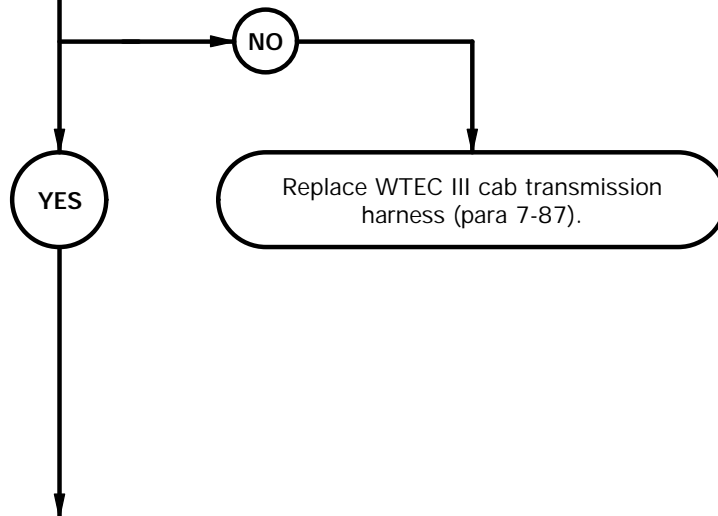 NO
YES
Replace WTEC III cab transmission
harness (para 7-87).